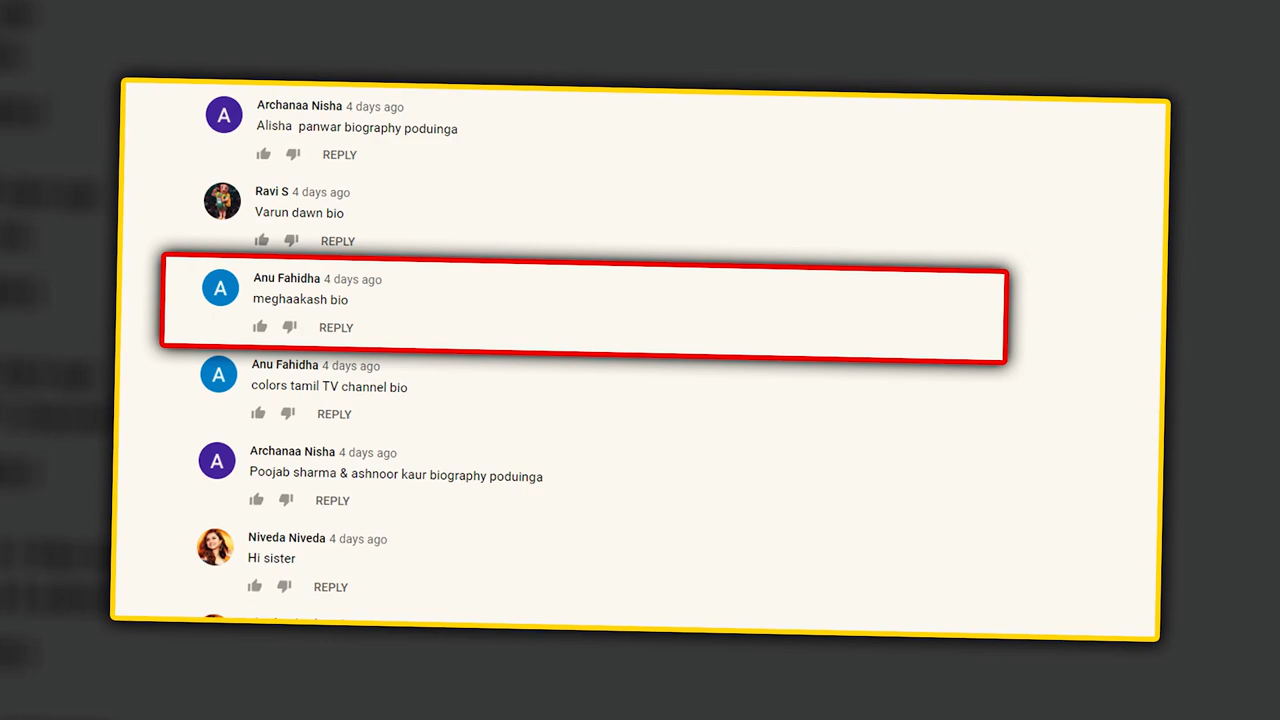 Archanaa Nisha 4 days ago
Alisha panwar biography poduinga
REPLY
Ravi S 4 days ago
Varun dawn bio
REPLY
A
Anu Fahidha 4 days ago
meghaakash bio
REPLY
A
Anu Fahidha 4 days ago
colors tamil TV channel bio
REPLY
A
Archanaa Nisha 4 days ago
Poojab sharma & ashnoor kaur biography poduinga
REPLY
Niveda Niveda 4 days ago
Hi sister
REPLY